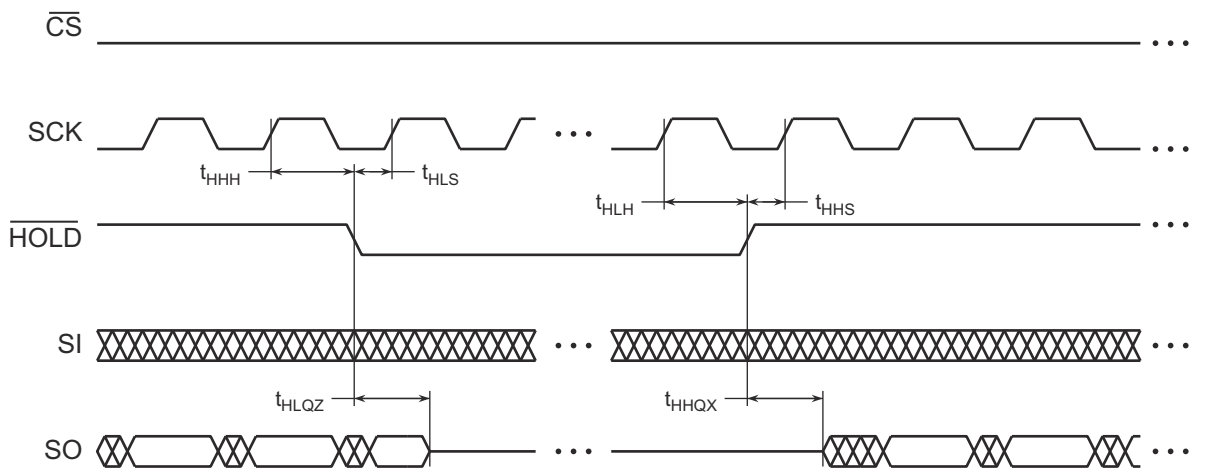 CS
SCK
tHHH
tHLS
tHLH
tHHS
HOLD
SI
tHLQZ
tHHQX
SO